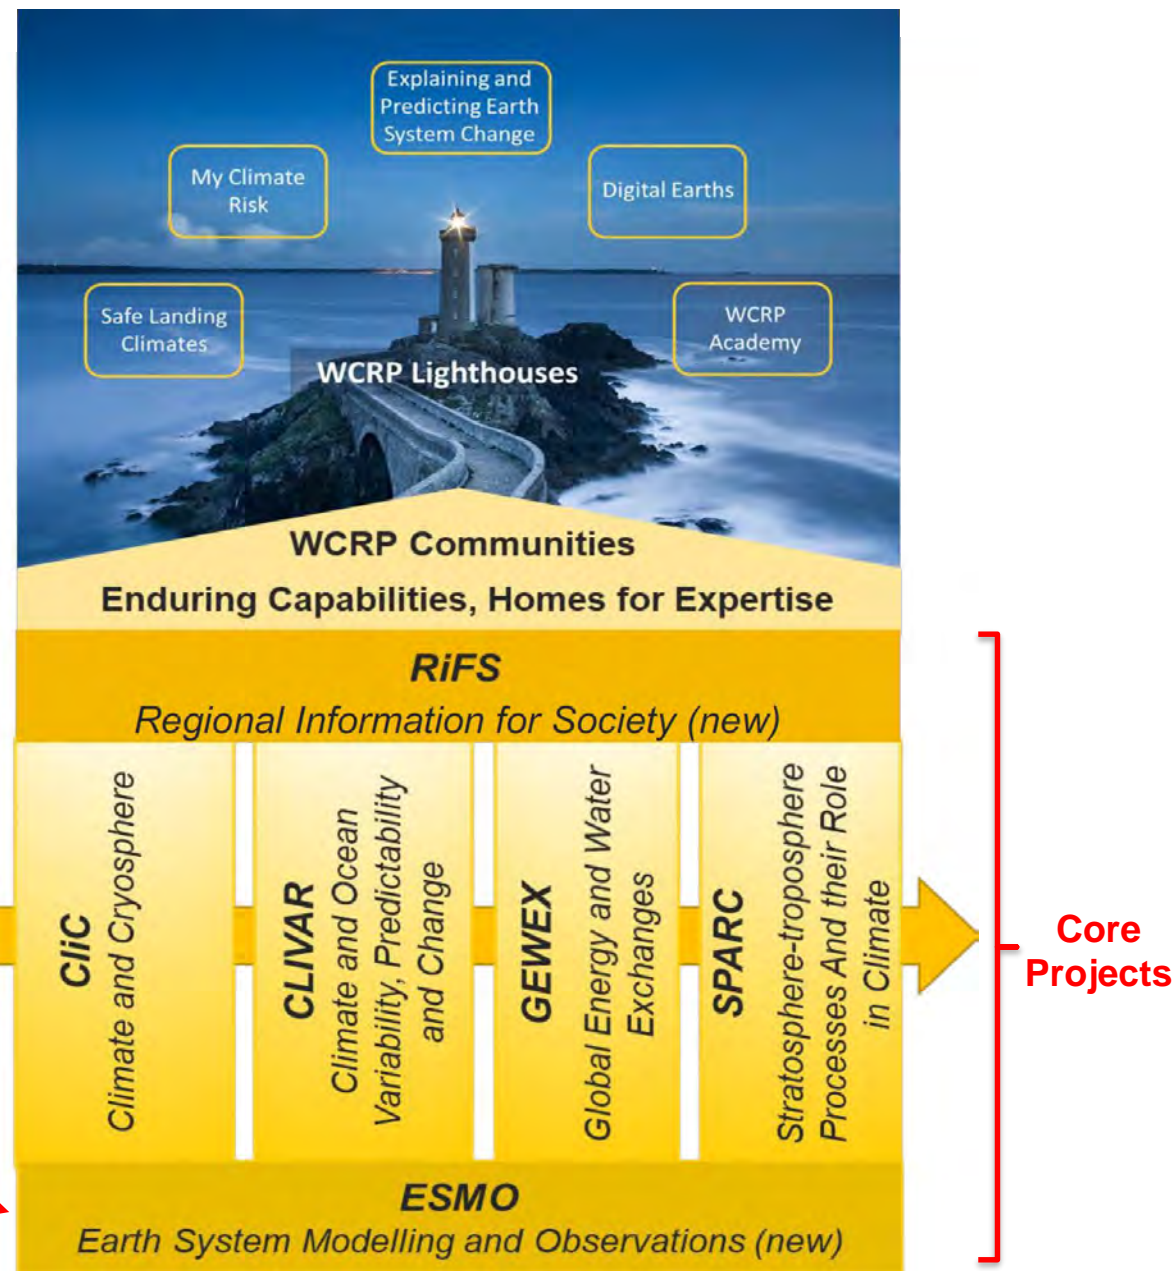 Explaining and
Predicting Earth
System Change
My Climate
Risk
Digital Earths
Safe Landing
Climates
WCRP
Academy
WCRP Lighthouses
WCRP Communities
Enduring Capabilities, Homes for Expertise
RiFS
Regional Information for Society (new)
CliC
Climate and Cryosphere
CLIVAR
Climate and Ocean
Variability, Predictability
and Change
GEWEX
Global Energy and Water
Exchanges
SPARC
Stratosphere-troposphere
Processes And their Role
in Climate
Core
Projects
ESMO
Earth System Modelling and Observations (new)